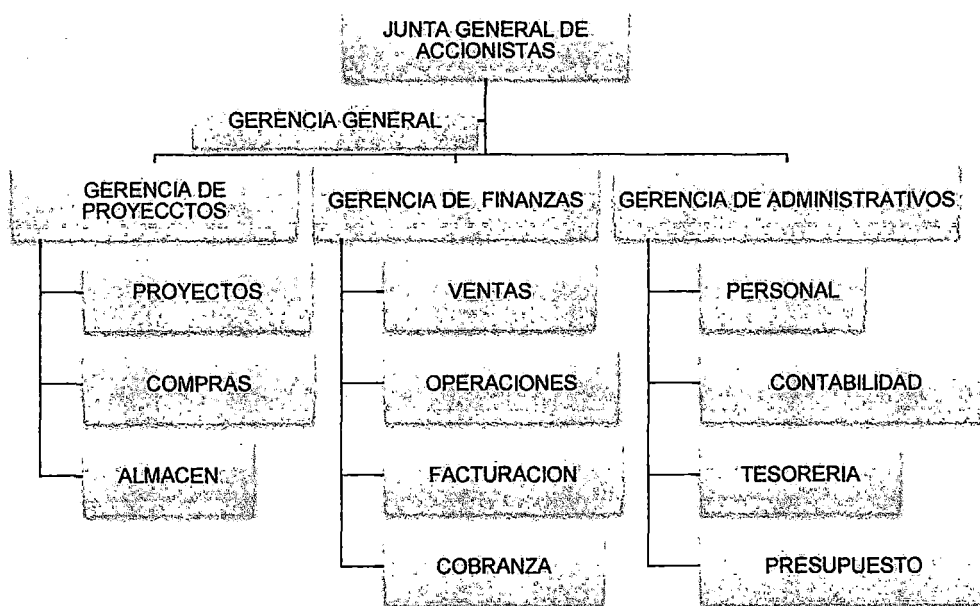 JUNTA GENERAL DE
ACCIONISTAS
GERENCIA GENERAL
GERENCIA DE
PROYECCTOS
GERENCIA DE FINANZAS
GERENCIA DE ADMINISTRATIVOS
PROYECTOS
VENTAS
PERSONAL
COMPRAS
OPERACIONES
CONTABILIDAD
ALMACEN
FACTURACION
TESORERIA
COBRANZA
PRESUPUESTO